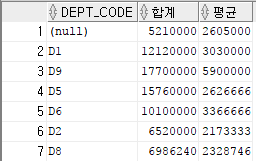 DEPT_CODE 합계 평균
1 (null) 5210000 2605000
2 D1 12120000 3030000
3 D9 17700000 5900000
4 D5 15760000 2626666
5 D6 10100000 3366666
6 D2 6520000 2173333
7 D8 6986240 2328746